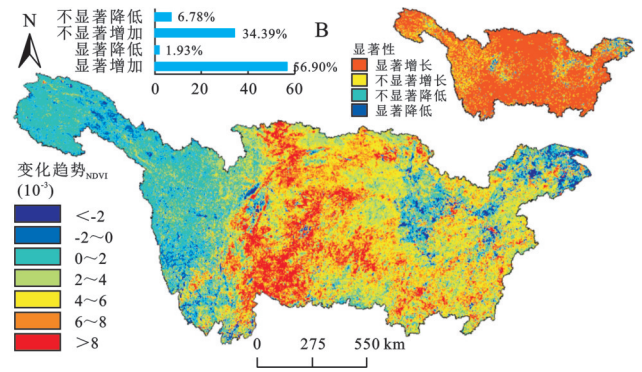 N
不显著降低 6.78%
不显著增加 34.39%
显著降低 1.93%
显著增加 56.90%
0 20 40 60
B
显著性
显著增长
不显著增长
不显著降低
显著降低
变化趋势NDVI
(10-3)
<-2
-2～0
0～2
2～4
4～6
6～8
>8
0 275 550 km